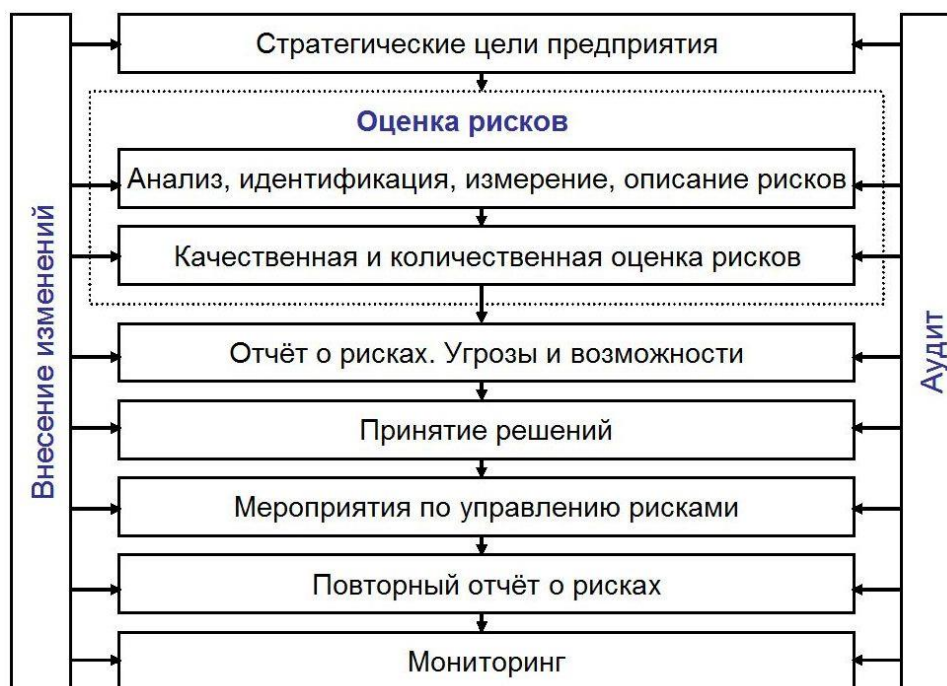 Стратегические цели предприятия
Оценка рисков
Анализ, идентификация, измерение, описание рисков
Качественная и количественная оценка рисков
Отчёт о рисках. Угрозы и возможности
Принятие решений
Мероприятия по управлению рисками
Повторный отчёт о рисках
Мониторинг
Внесение изменений
Аудит